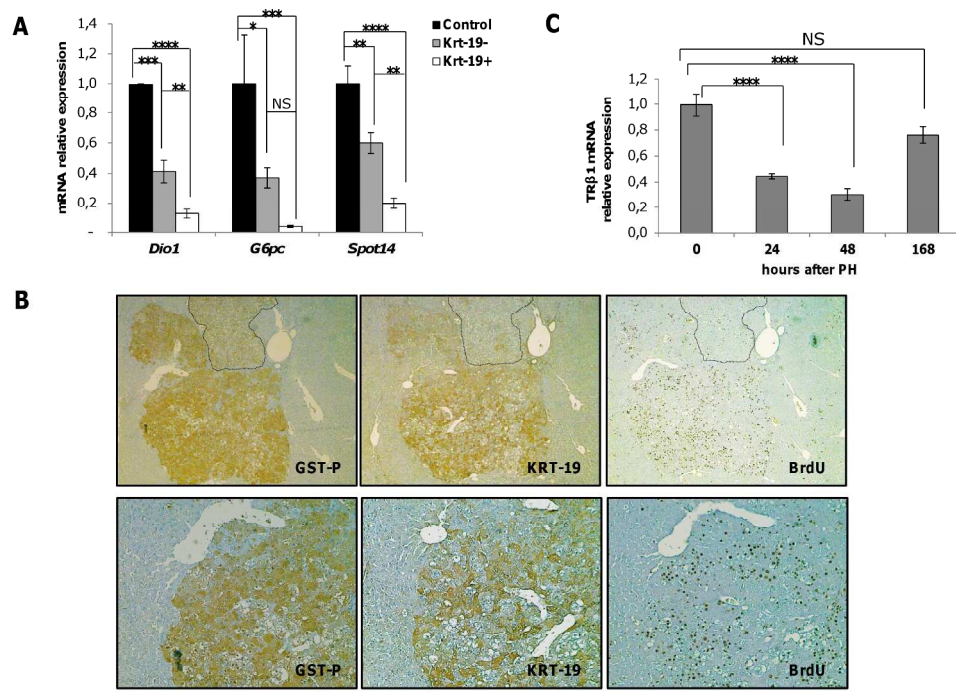 A
mRNA relative expression
1,4
1,2
1,0
0,8
0,6
0,4
0,2
-
****
***
**
***
*
NS
****
**
**
Control
Krt-19-
Krt-19+
Dio1
G6pc
Spot14
C
TRβ1 mRNA
relative expression
NS
****
****
1,2
1,0
0,8
0,6
0,4
0,2
0,0
0
24
48
168
hours after PH
B
GST-P
KRT-19
BrdU
GST-P
KRT-19
BrdU